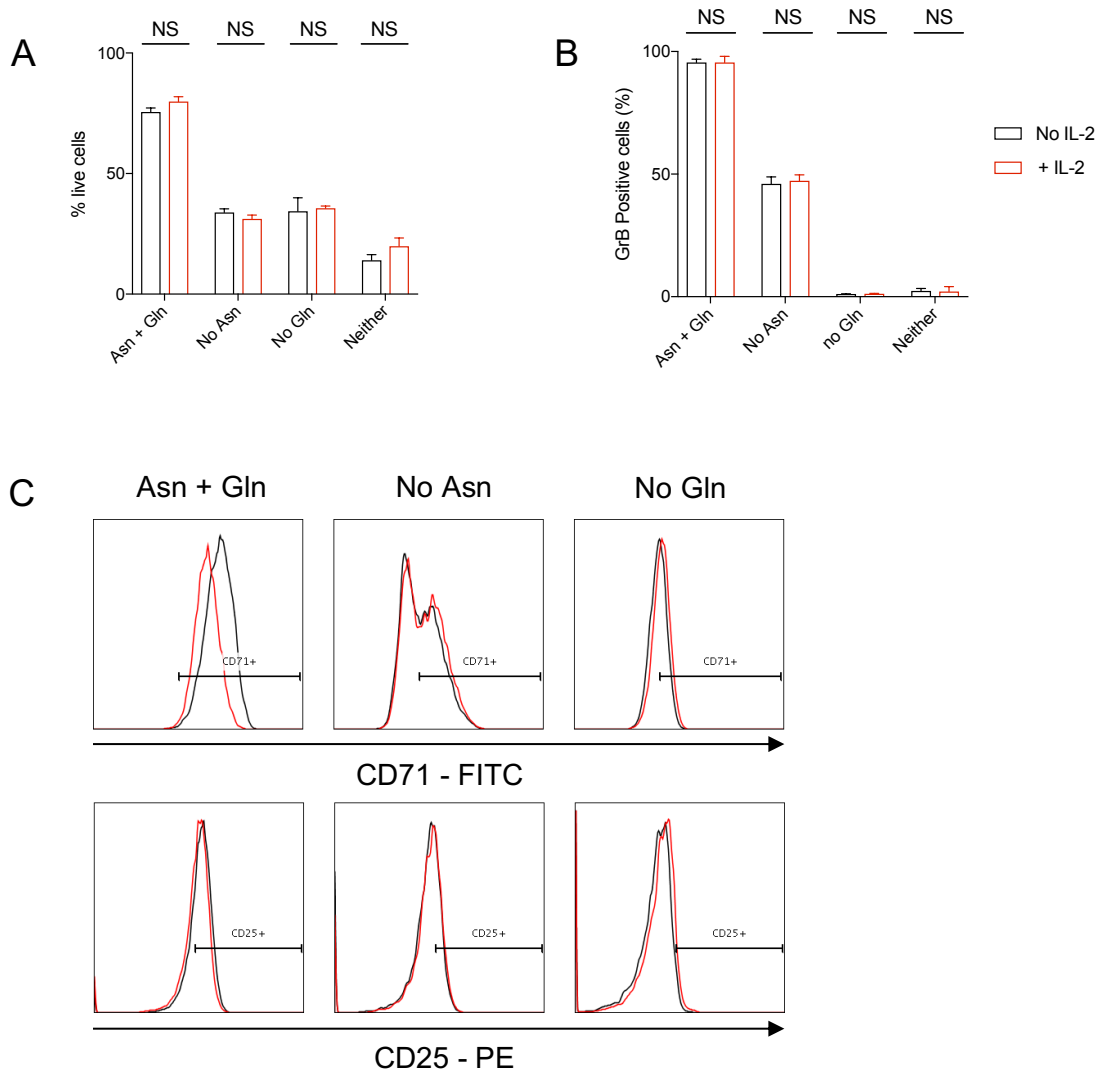 A
NS NS NS NS
% live cells
100
50
0
Asn + Gln
No Asn
No Gln
Neither
B
NS NS NS NS
GrB Positive cells (%)
100
50
0
Asn + Gln
No Asn
no Gln
Neither
No IL-2
+ IL-2
C
Asn + Gln No Asn No Gln
CD71+ CD71+ CD71+
CD71 - FITC
CD25+ CD25+ CD25+
CD25 - PE